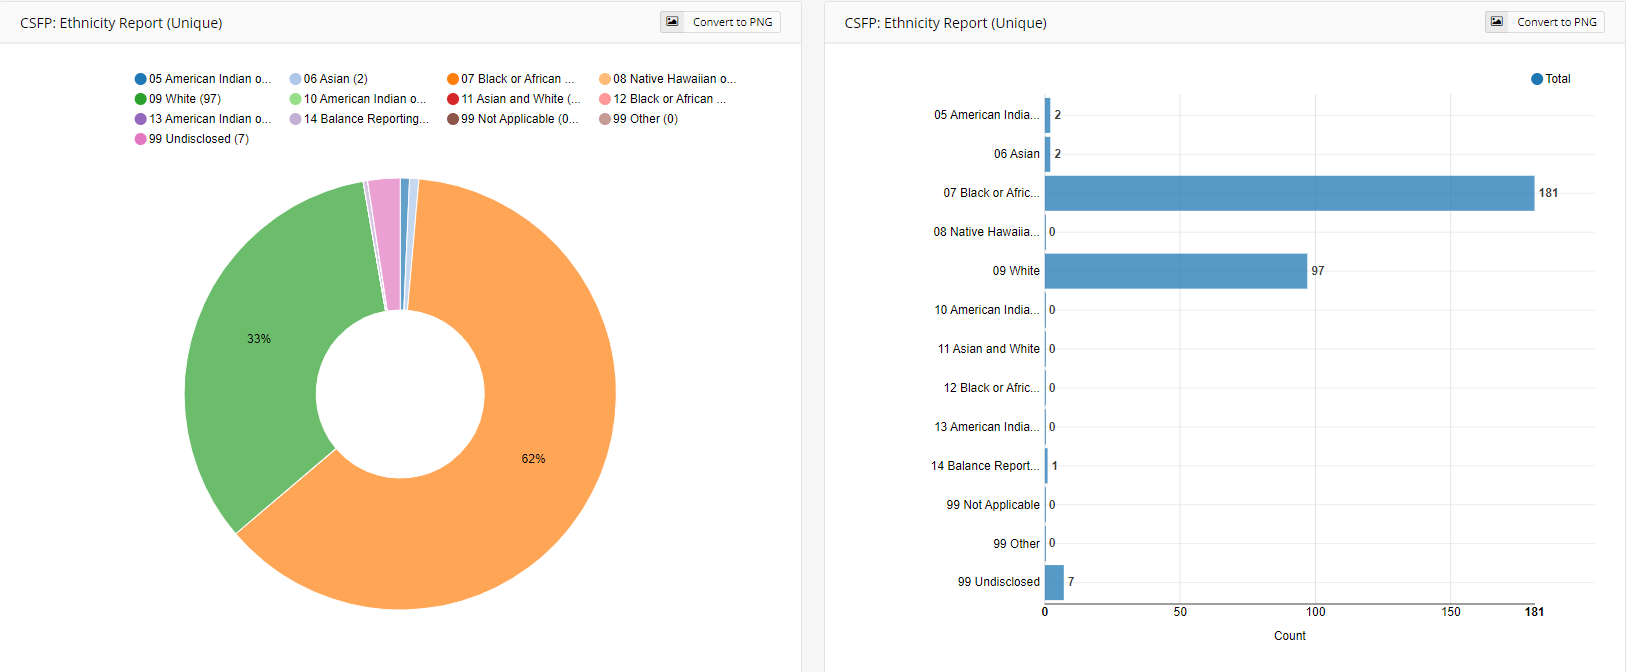 CSFP: Ethnicity Report (Unique)
Convert to PNG
05 American Indian o...
06 Asian (2)
07 Black or African ...
08 Native Hawaiian o...
09 White (97)
10 American Indian o...
11 Asian and White (...
12 Black or African ...
13 American Indian o...
14 Balance Reporting...
99 Not Applicable (0...
99 Other (0)
99 Undisclosed (7)
33%
62%
CSFP: Ethnicity Report (Unique)
Convert to PNG
Total
05 American India... 2
06 Asian 2
07 Black or Afric... 181
08 Native Hawaiia... 0
09 White 97
10 American India... 0
11 Asian and White 0
12 Black or Afric... 0
13 American India... 0
14 Balance Report... 1
99 Not Applicable 0
99 Other 0
99 Undisclosed 7
0 50 100 150 181
Count